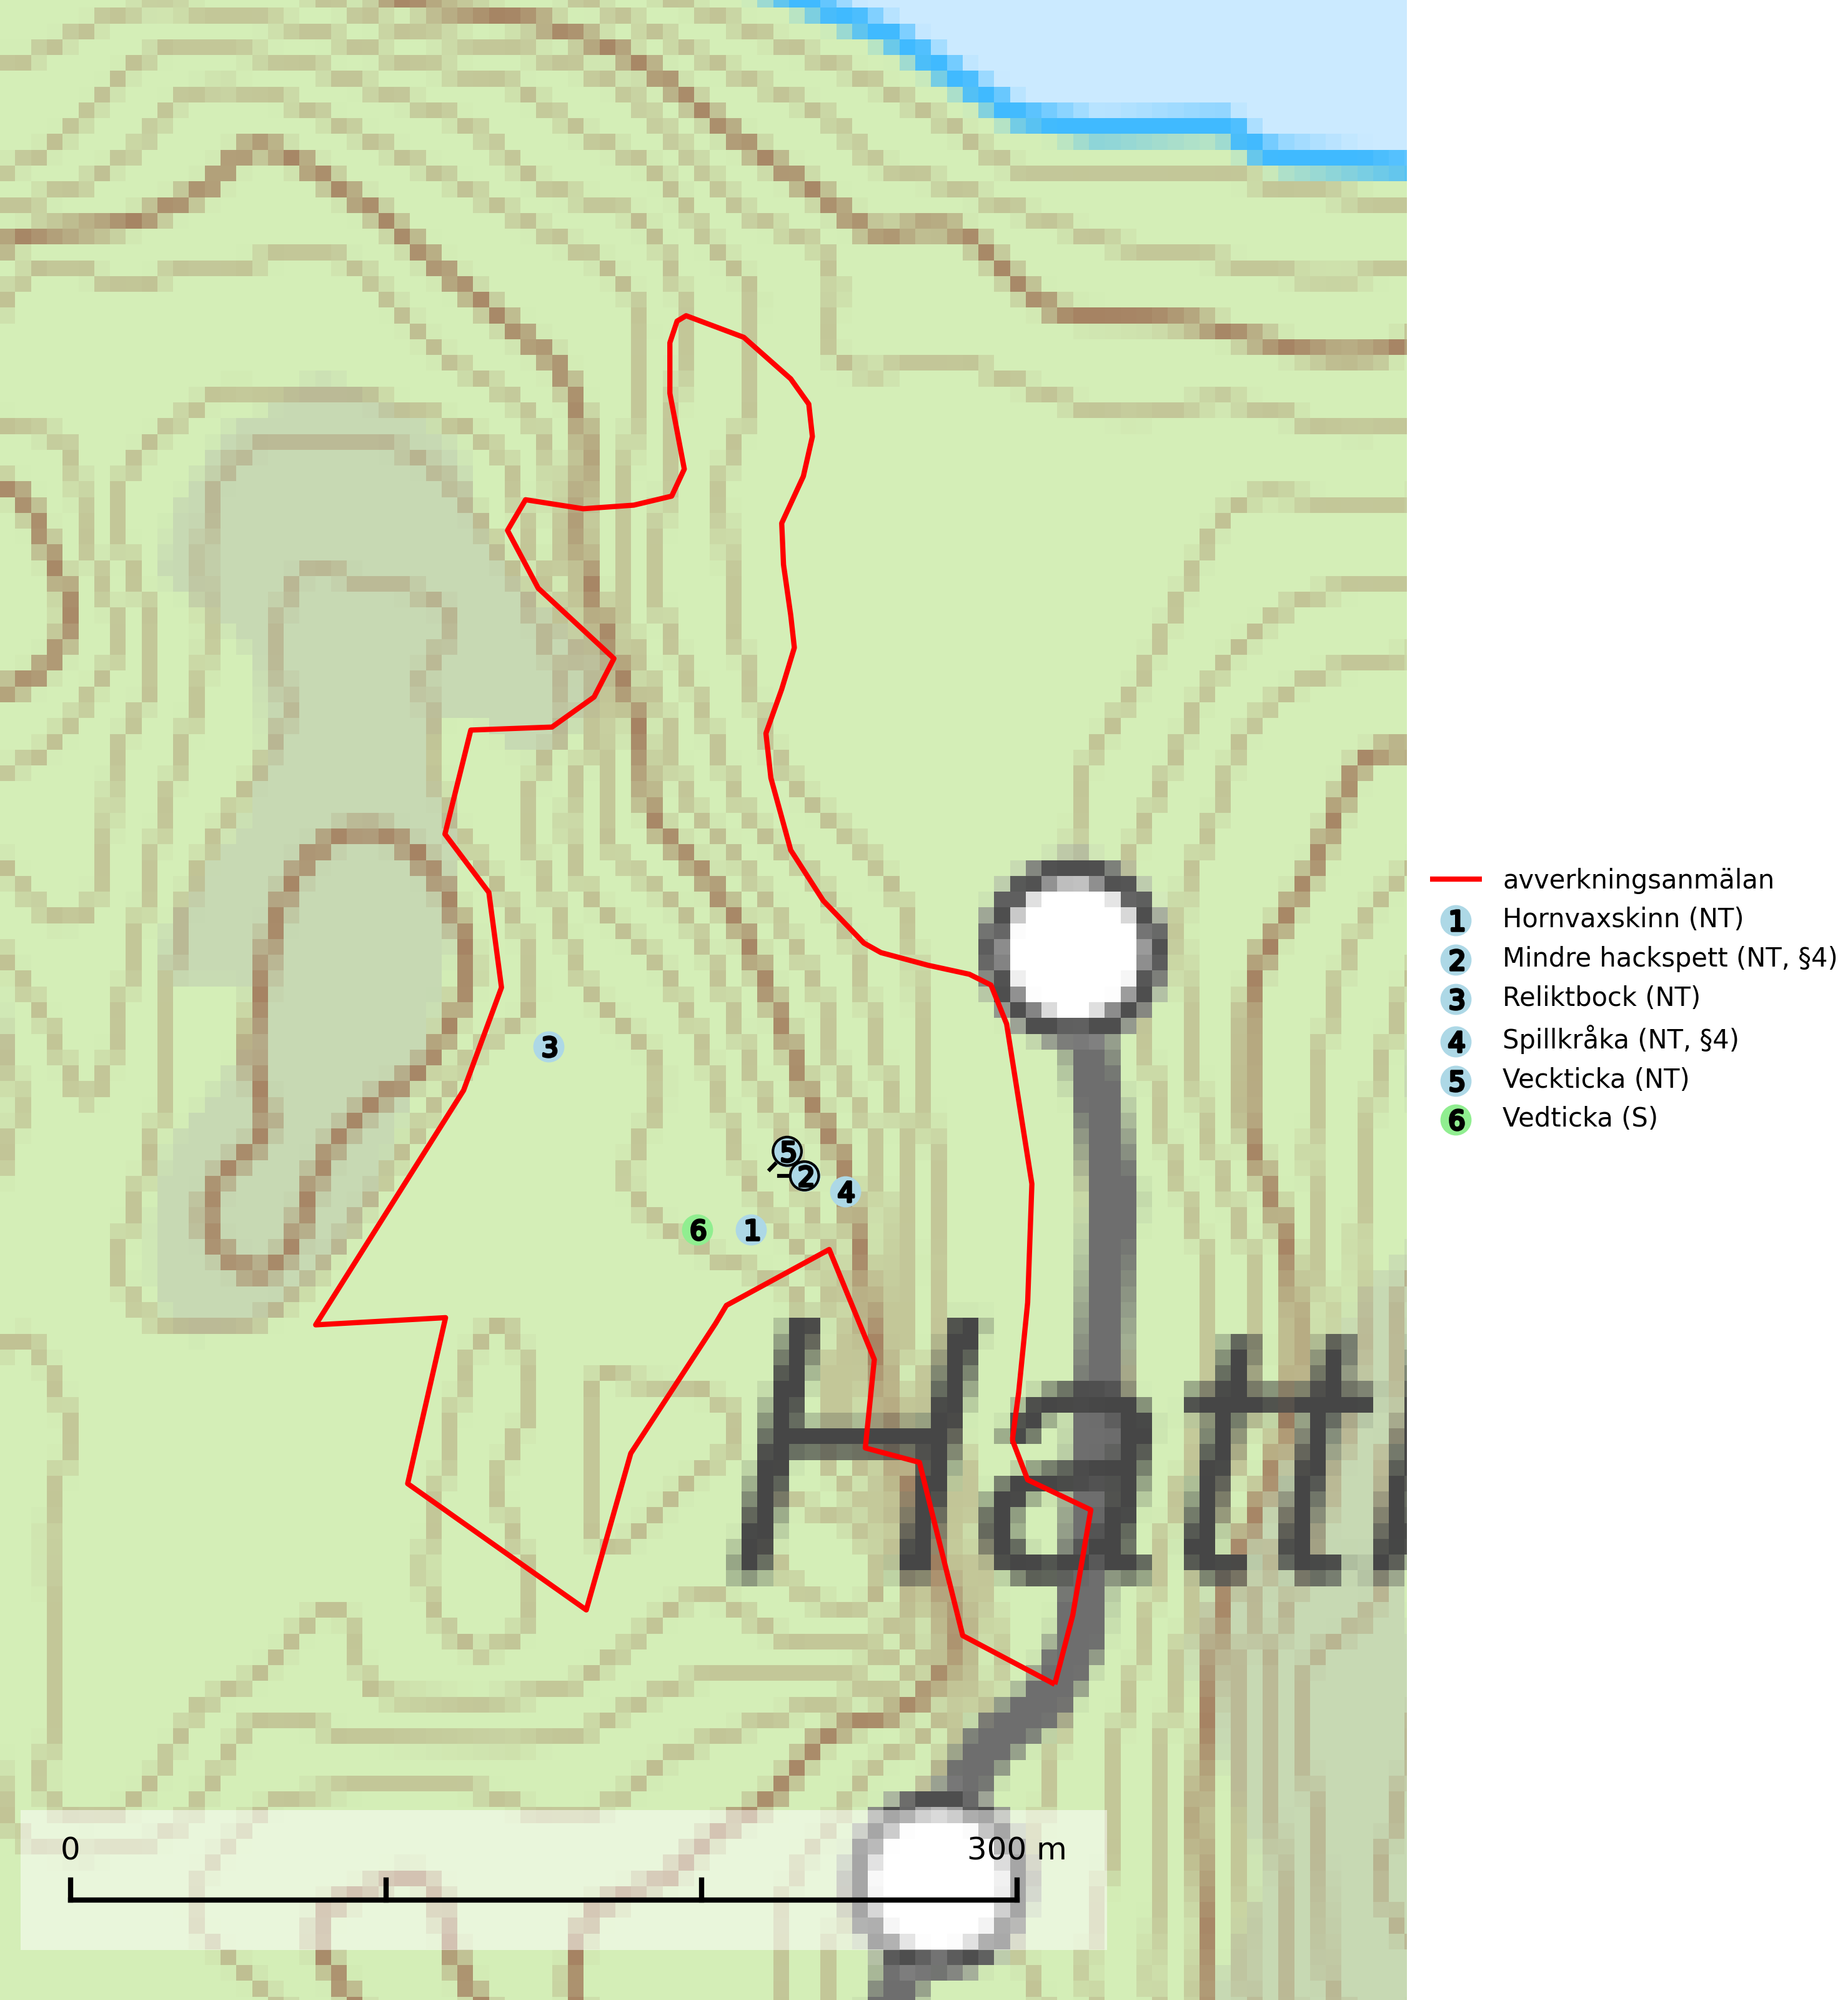 3
5
2
4
6
1
Hatt
0
300 m
avverkningsanmälan
1 Hornvaxskinn (NT)
2 Mindre hackspett (NT, §4)
3 Reliktbock (NT)
4 Spillkråka (NT, §4)
5 Veckticka (NT)
6 Vedticka (S)